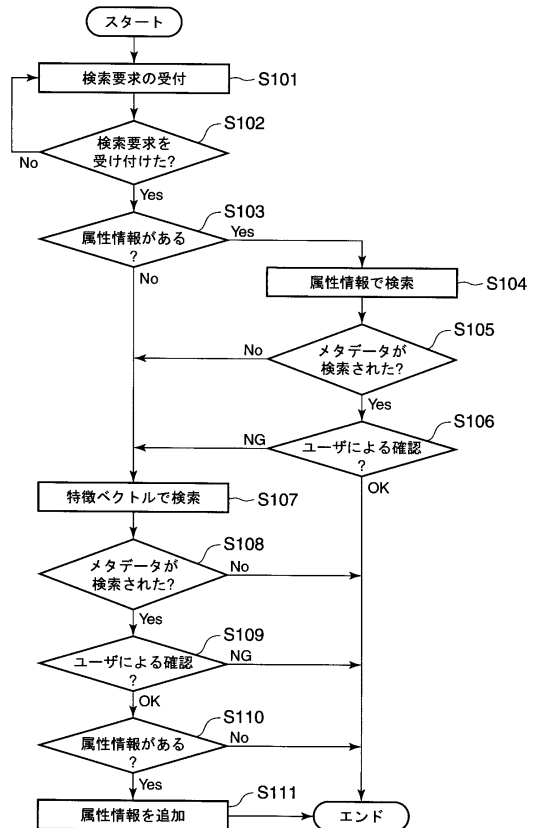 スタート
検索要求の受付
S101
S102
検索要求を
受け付けた?
No
Yes
S103
属性情報がある
?
Yes
No
属性情報で検索
S104
S105
メタデータが
検索された?
No
Yes
S106
ユーザによる確認
?
NG
OK
特徴ベクトルで検索
S107
S108
メタデータが
検索された?
No
Yes
S109
ユーザによる確認
?
NG
OK
S110
属性情報がある
?
No
Yes
S111
属性情報を追加
エンド